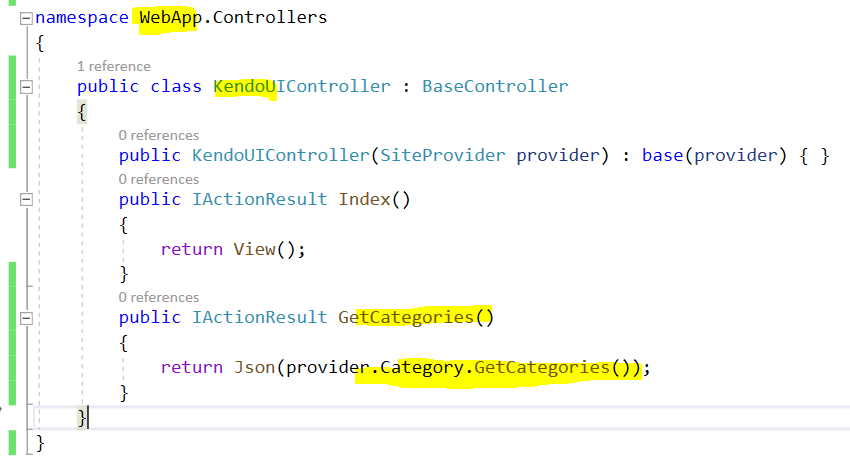 namespace WebApp.Controllers
{
1 reference
public class KendoUIController : BaseController
{
0 references
public KendoUIController(SiteProvider provider) : base(provider) { }
0 references
public IActionResult Index()
{
return View();
}
0 references
public IActionResult GetCategories()
{
return Json(provider.Category.GetCategories());
}
}
}